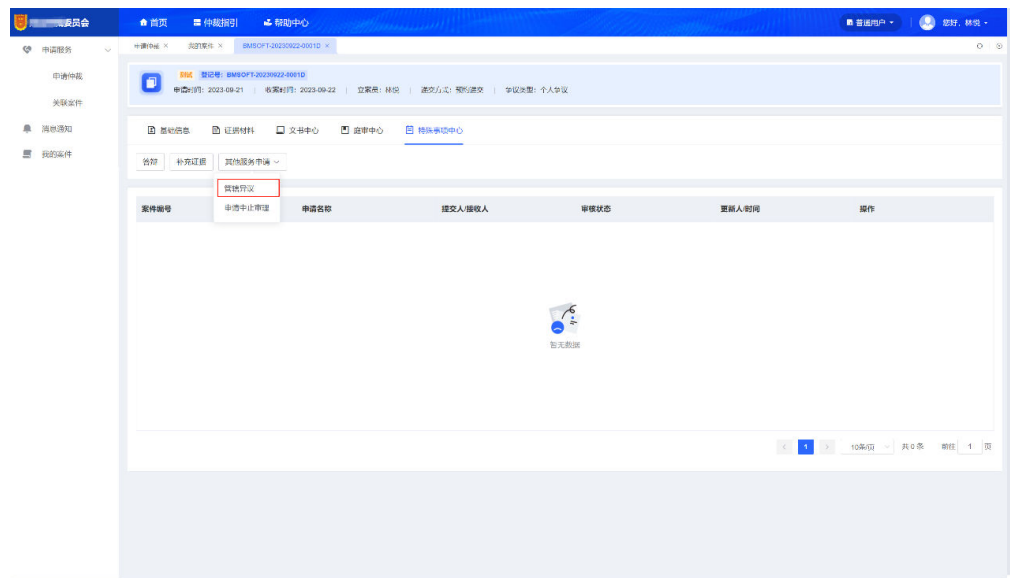 委员会 首页 仲裁指引 帮助中心 普通用户 您好, 林悦
申请服务
申请仲裁
关联案件
消息通知
我的案件
申请仲裁 × 我的案件 × BMSOFT-20230922-0001D ×
登记号: BMSOFT-20230922-0001D
申请时间: 2023-09-21 收案时间: 2023-09-22 立案员: 林悦 递交方式: 预约递交 争议类型: 个人争议
基础信息 证据材料 文书中心 庭审中心 特殊事项中心
答辩 补充证据 其他服务申请
管辖异议
申请中止审理
案件编号 申请名称 提交人/接收人 审核状态 更新人/时间 操作
暂无数据
1 10条/页 共 0 条 前往 1 页